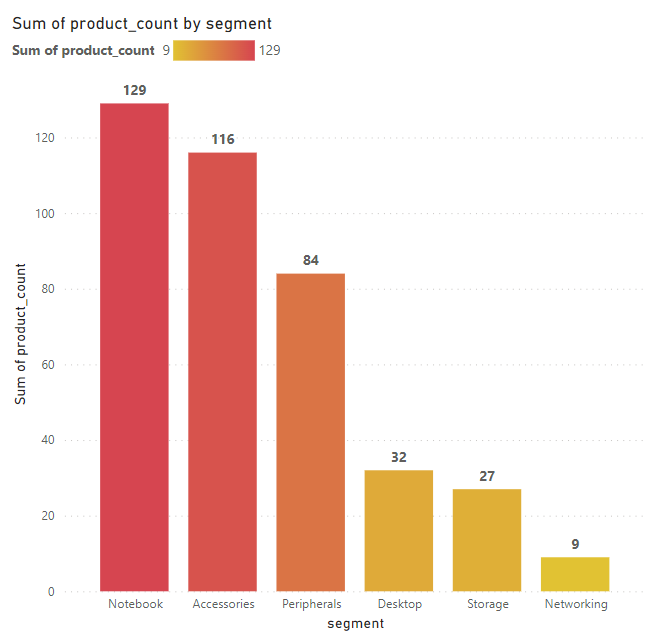 Sum of product_count by segment
Sum of product_count 9 129
129
116
120
100
84
80
60
40
32
27
20
9
0
Sum of product_count
Notebook Accessories Peripherals Desktop Storage Networking
segment